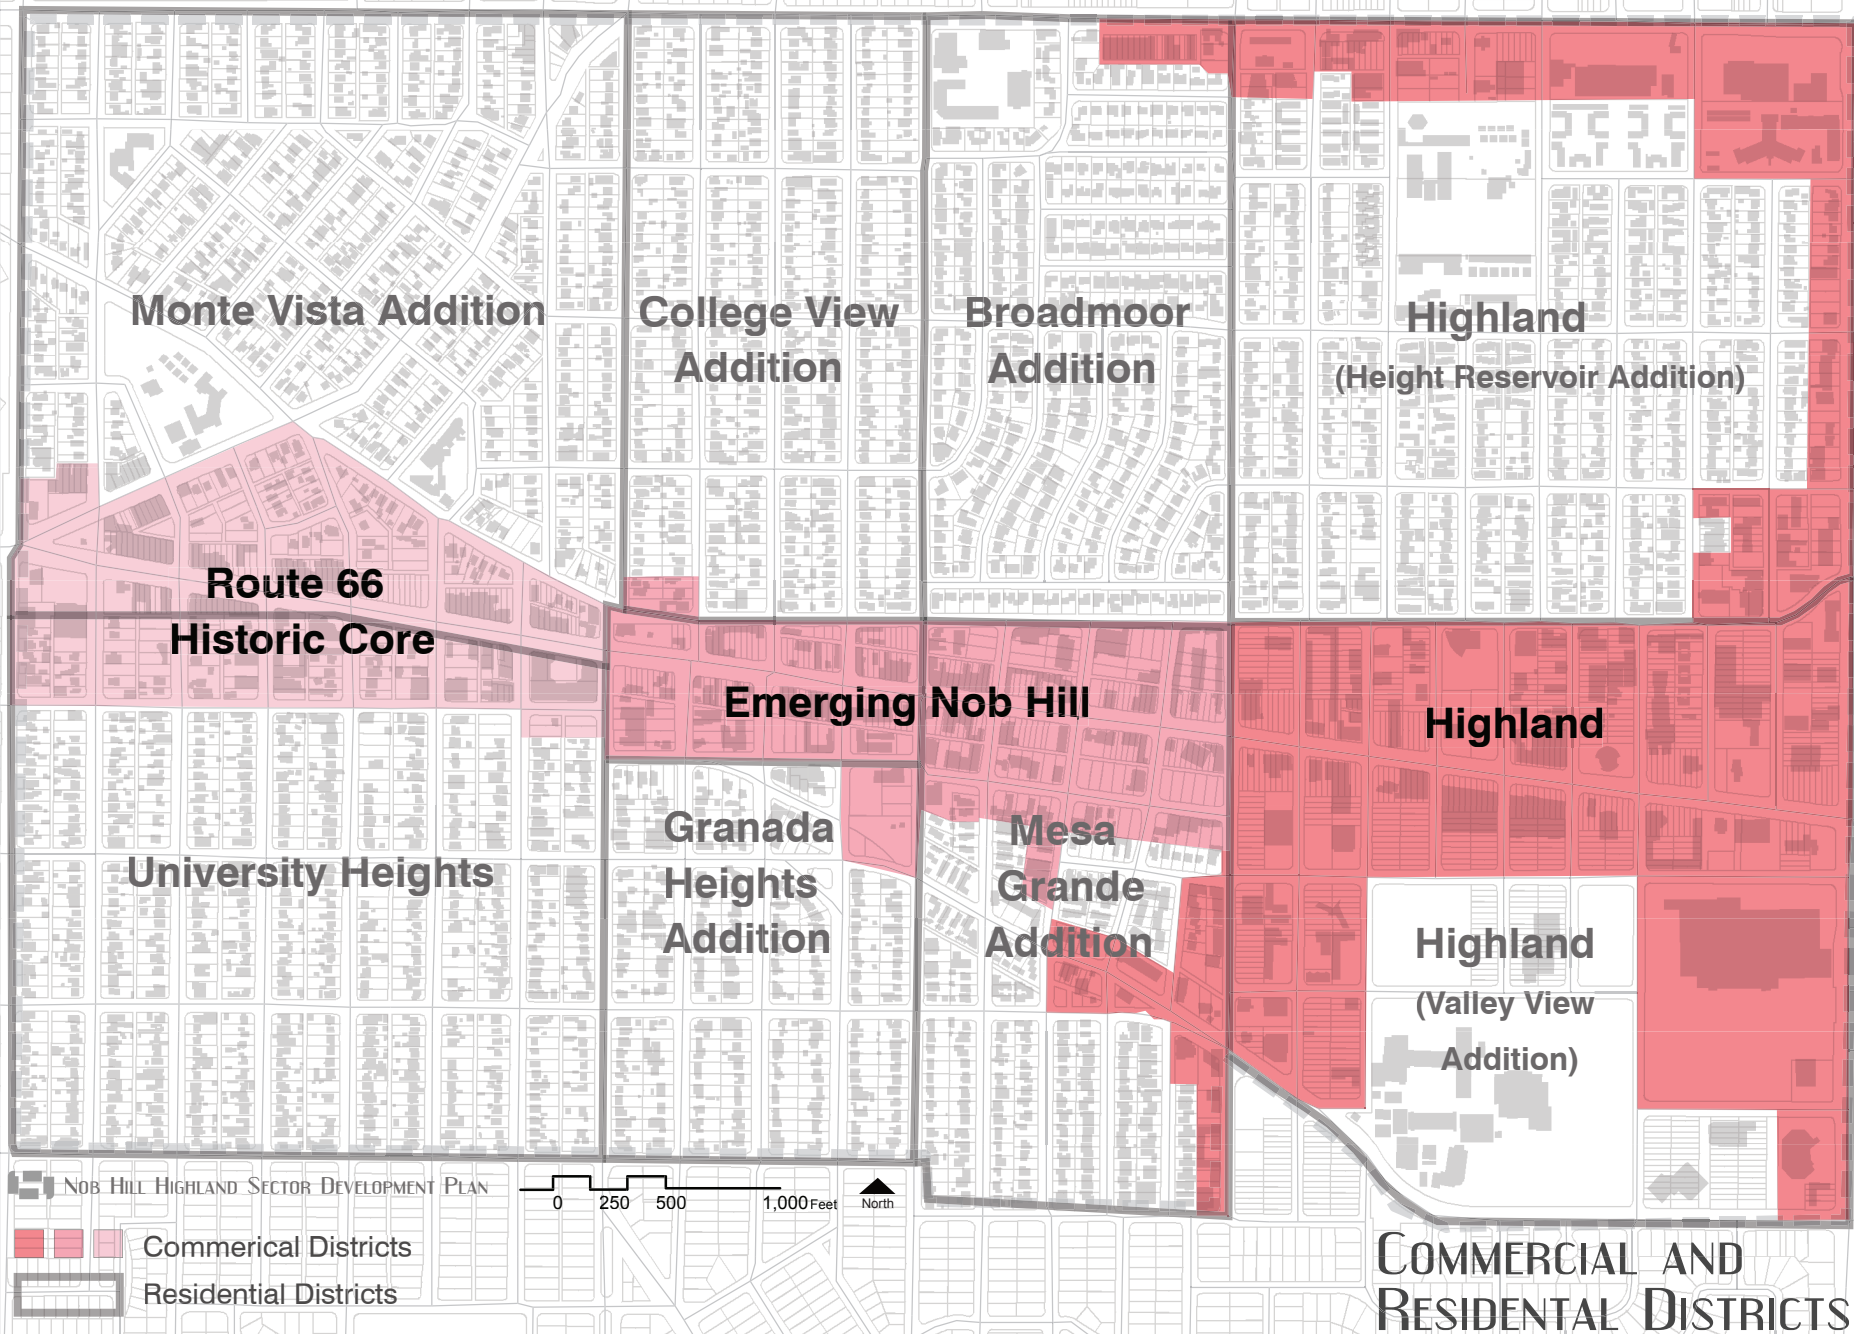 Monte Vista Addition
College View
Addition
Broadmoor
Addition
Highland
(Height Reservoir Addition)
Route 66
Historic Core
Emerging Nob Hill
Highland
University Heights
Granada
Heights
Addition
Mesa
Grande
Addition
Highland
(Valley View
Addition)
NOB HILL HIGHLAND SECTOR DEVELOPMENT PLAN
0 250 500 1,000 Feet
North
Commerical Districts
Residential Districts
COMMERCIAL AND
RESIDENTAL DISTRICTS